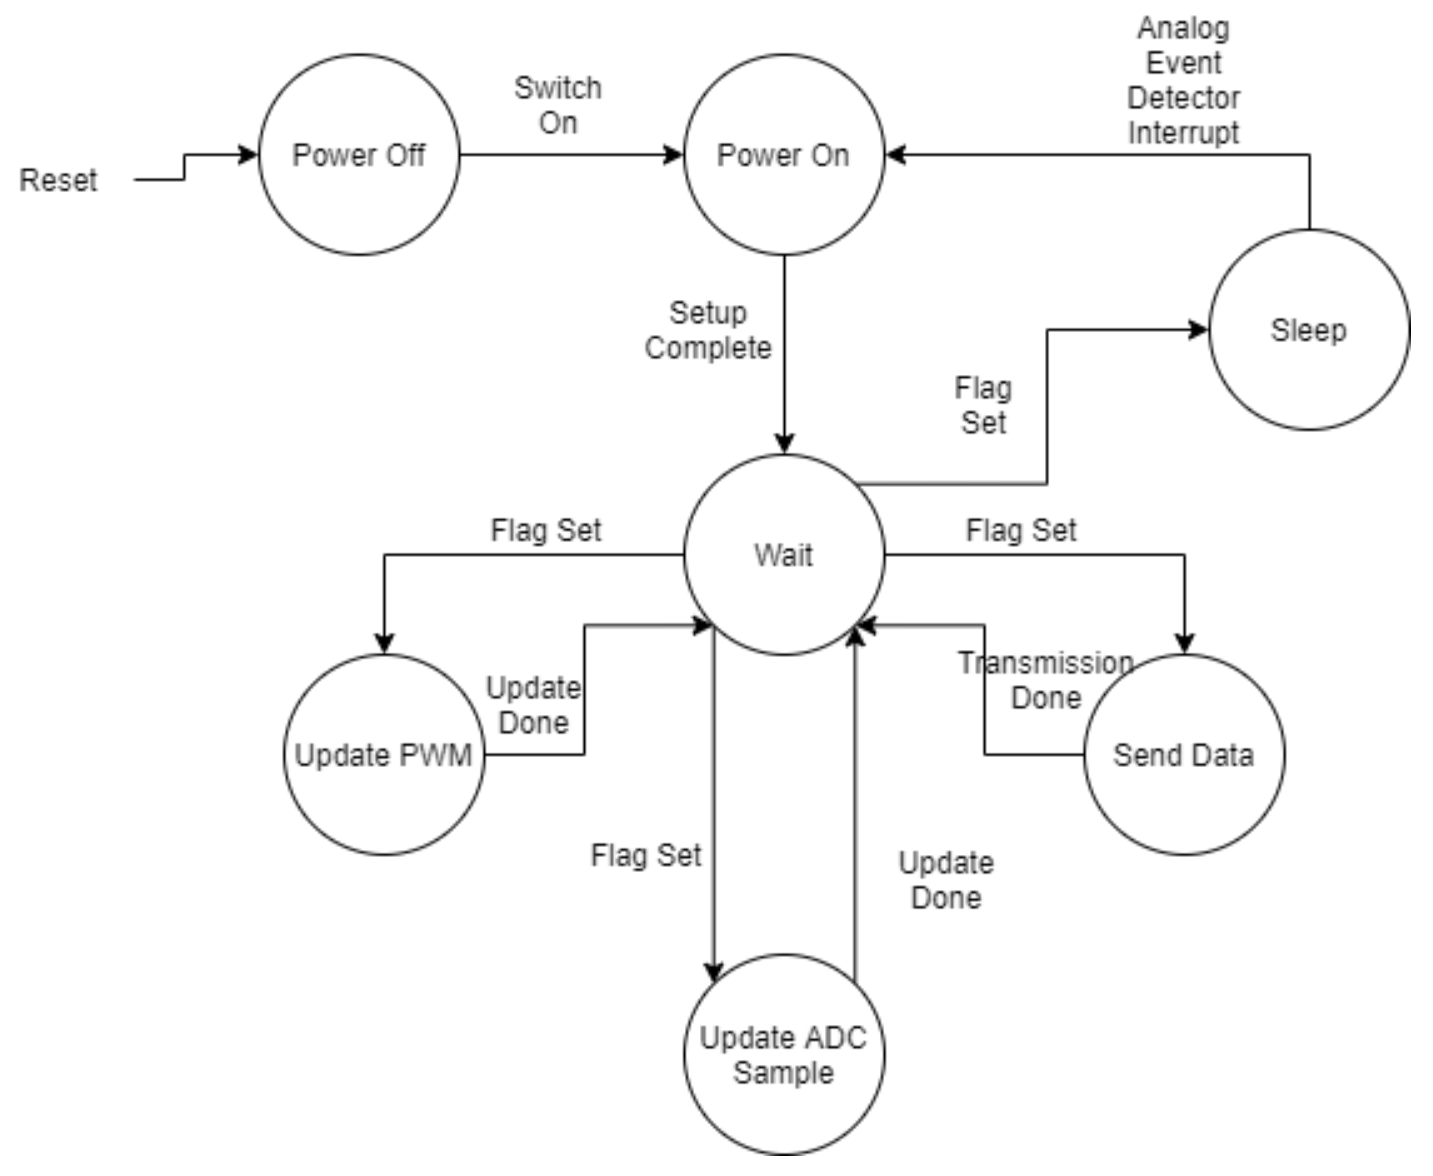 Analog
Event
Detector
Interrupt
Switch
On
Reset
Power Off
Power On
Setup
Complete
Sleep
Flag
Set
Flag Set
Wait
Flag Set
Update
Done
Transmission
Done
Update PWM
Send Data
Flag Set
Update
Done
Update ADC
Sample